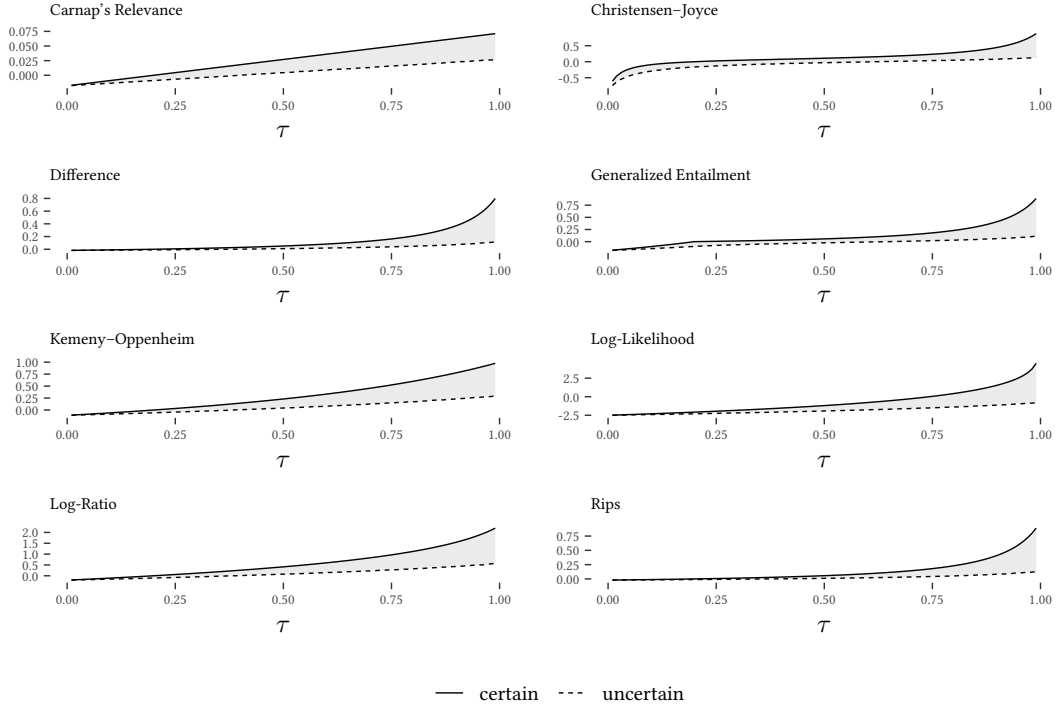 Carnap's Relevance
0.075
0.050
0.025
0.000
0.00 0.25 0.50 0.75 1.00
τ
Christensen–Joyce
0.5
0.0
−0.5
0.00 0.25 0.50 0.75 1.00
τ
Difference
0.8
0.6
0.4
0.2
0.0
0.00 0.25 0.50 0.75 1.00
τ
Generalized Entailment
0.75
0.50
0.25
0.00
0.00 0.25 0.50 0.75 1.00
τ
Kemeny–Oppenheim
1.00
0.75
0.50
0.25
0.00
0.00 0.25 0.50 0.75 1.00
τ
Log-Likelihood
2.5
0.0
−2.5
0.00 0.25 0.50 0.75 1.00
τ
Log-Ratio
2.0
1.5
1.0
0.5
0.0
0.00 0.25 0.50 0.75 1.00
τ
Rips
0.75
0.50
0.25
0.00
0.00 0.25 0.50 0.75 1.00
τ
certain uncertain